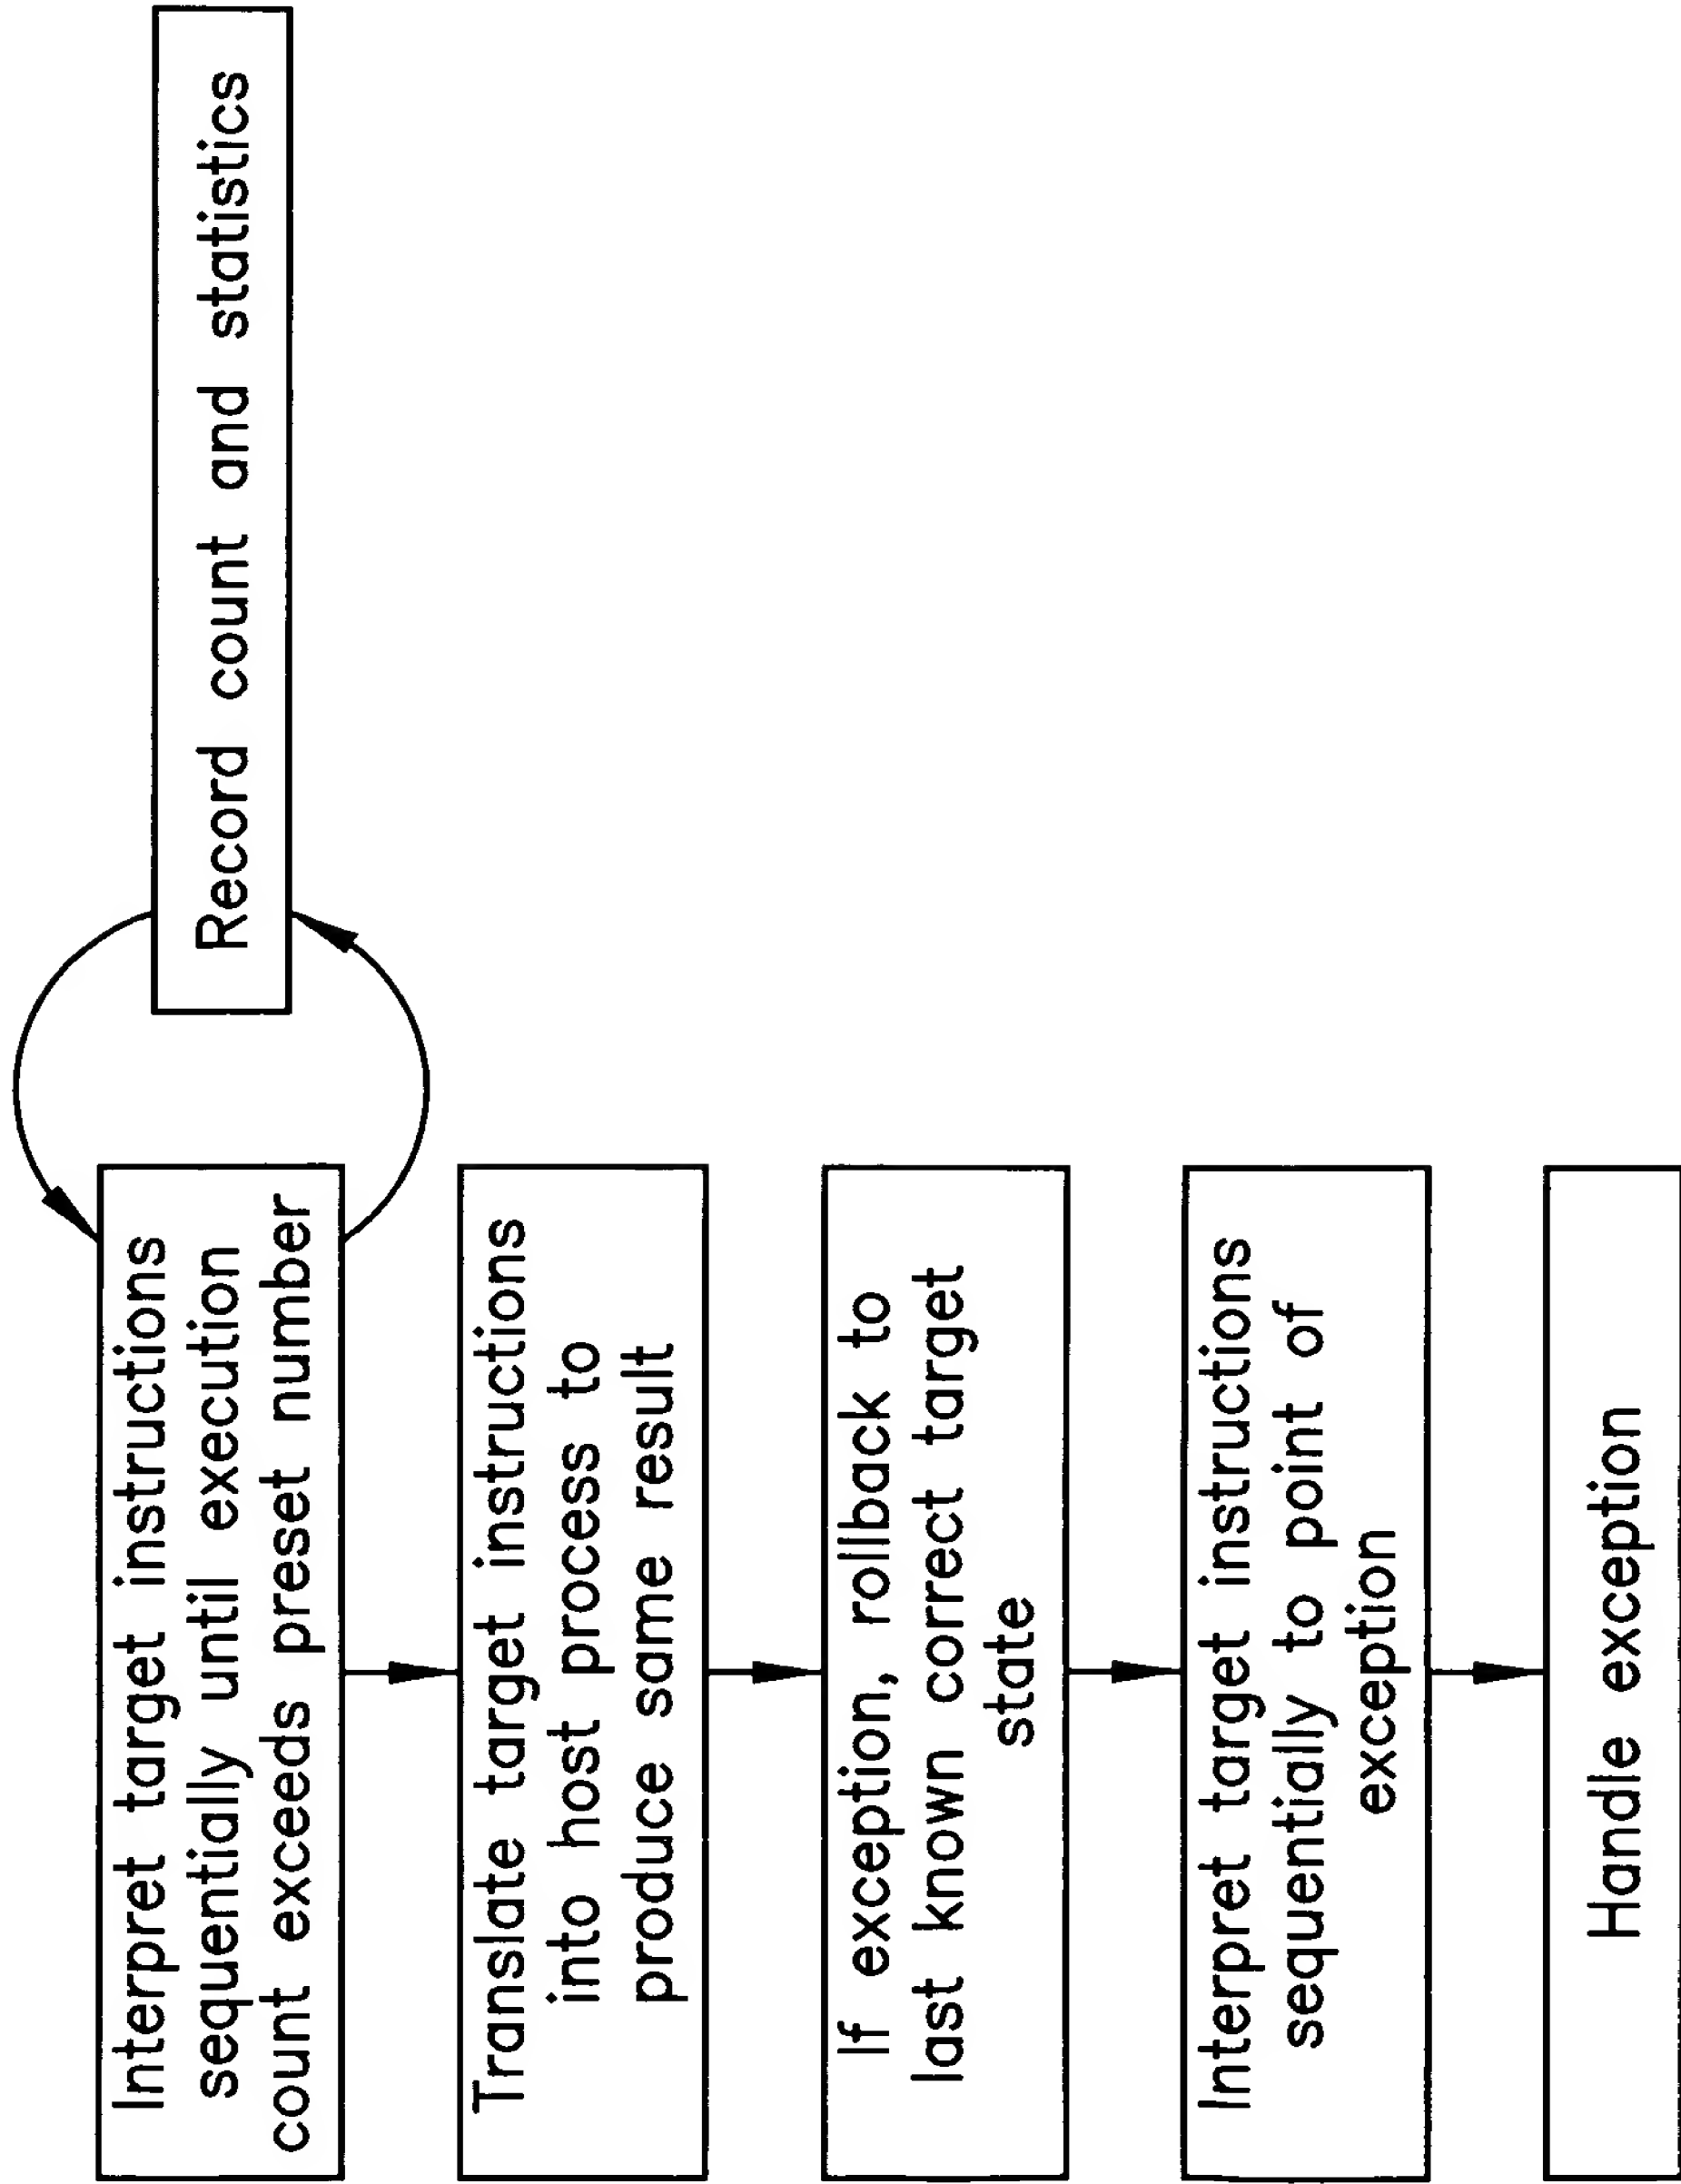 Interpret target instructions
sequentially until execution
count exceeds preset number
Record count and statistics
Translate target instructions
into host process to
produce same result
If exception, rollback to
last known correct target
state
Interpret target instructions
sequentially to point of
exception
Handle exception